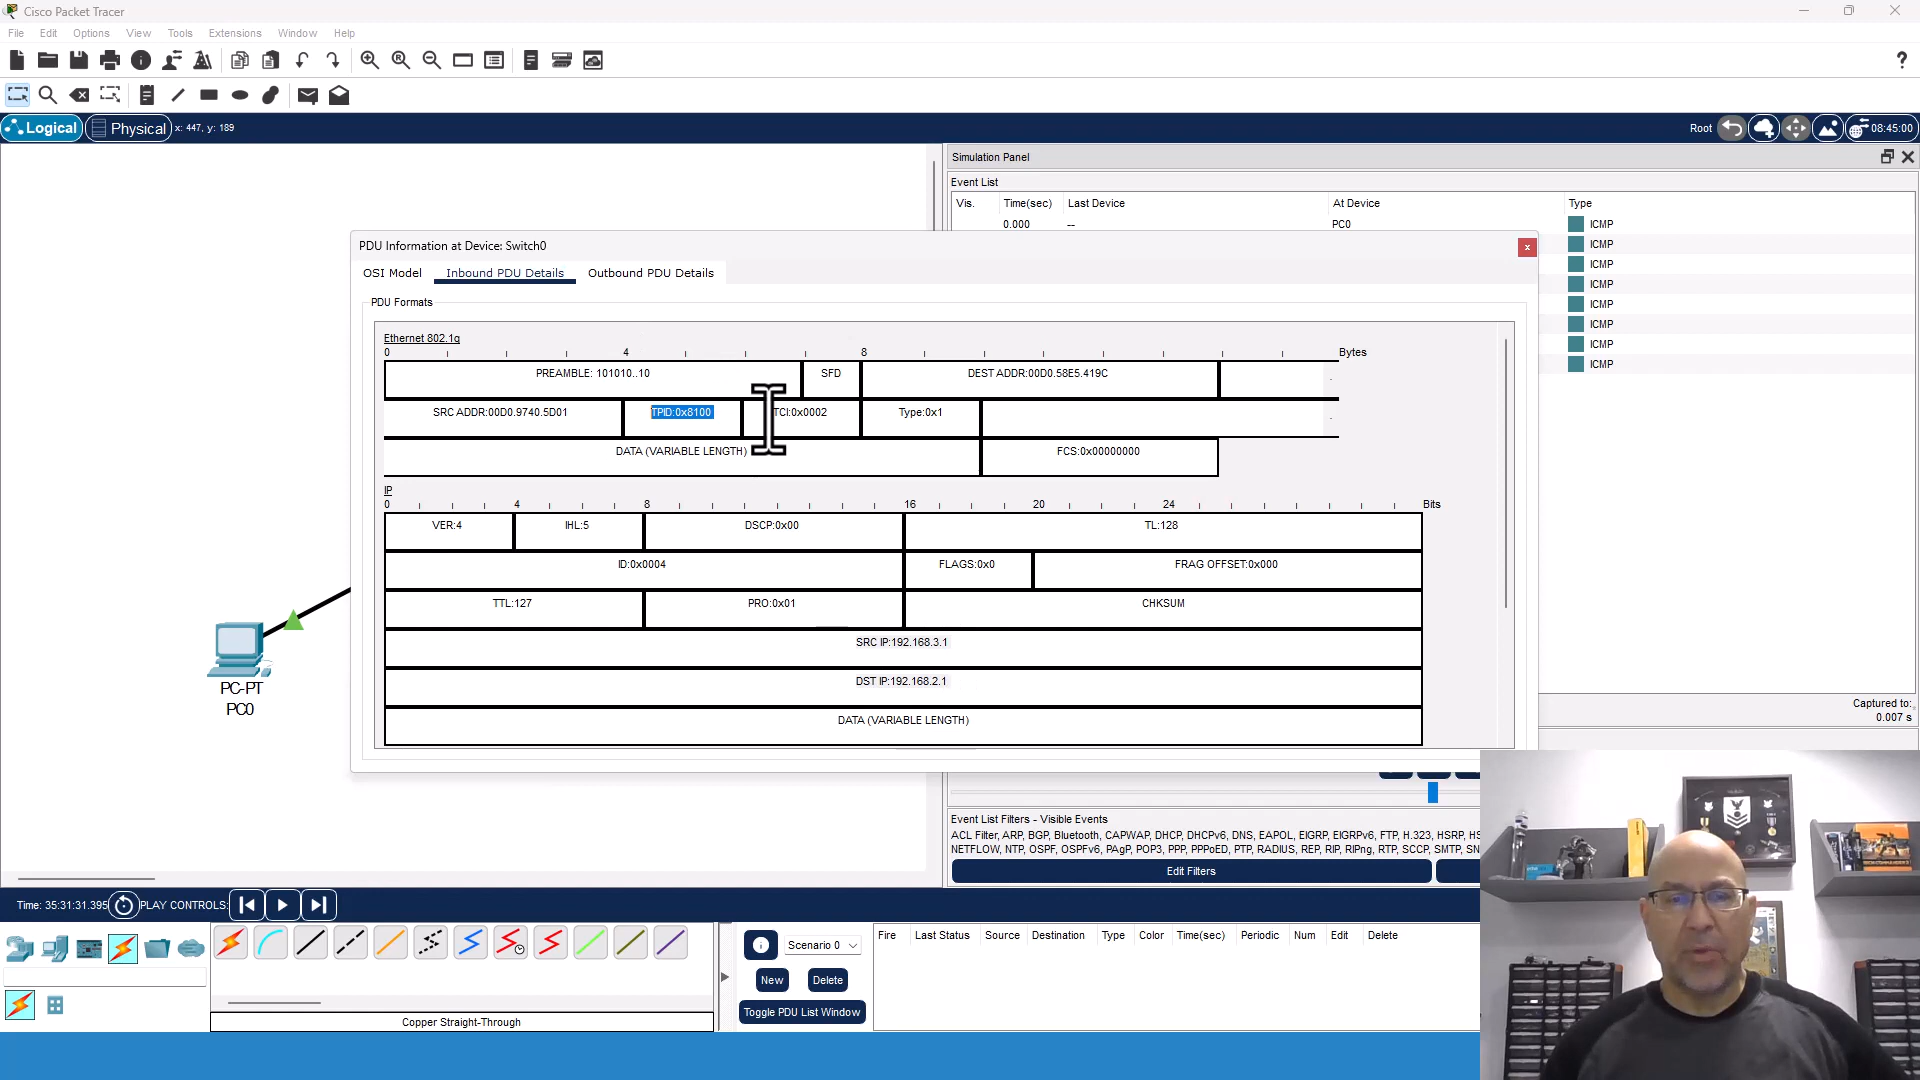 Cisco Packet Tracer
File Edit Options View Tools Extensions Window Help
Logical Physical x: 447, y: 189 Root 08:45:00
Simulation Panel
Event List
Vis. Time(sec) Last Device At Device Type
0.000 -- PC0 ICMP
ICMP
ICMP
ICMP
ICMP
ICMP
ICMP
ICMP
PDU Information at Device: Switch0
OSI Model Inbound PDU Details Outbound PDU Details
PDU Formats
Ethernet 802.1q
0 4 8 Bytes
PREAMBLE: 101010..10 SFD DEST ADDR:00D0.58E5.419C
SRC ADDR:00D0.9740.5D01 TPID:0x8100 TCI:0x0002 Type:0x1
DATA (VARIABLE LENGTH) FCS:0x00000000
IP
0 4 8 16 20 24 Bits
VER:4 IHL:5 DSCP:0x00 TL:128
ID:0x0004 FLAGS:0x0 FRAG OFFSET:0x000
TTL:127 PRO:0x01 CHKSUM
SRC IP:192.168.3.1
DST IP:192.168.2.1
DATA (VARIABLE LENGTH)
PC-PT
PC0
Captured to:
0.007 s
Event List Filters - Visible Events
ACL Filter, ARP, BGP, Bluetooth, CAPWAP, DHCP, DHCPv6, DNS, EAPOL, EIGRP, EIGRPv6, FTP, H.323, HSRP, HS
NETFLOW, NTP, OSPF, OSPFv6, PAgP, POP3, PPP, PPPoED, PTP, RADIUS, REP, RIP, RIPng, RTP, SCCP, SMTP, SN
Edit Filters
Time: 35:31:31.395 PLAY CONTROLS:
Scenario 0
Fire Last Status Source Destination Type Color Time(sec) Periodic Num Edit Delete
New Delete
Toggle PDU List Window
Copper Straight-Through